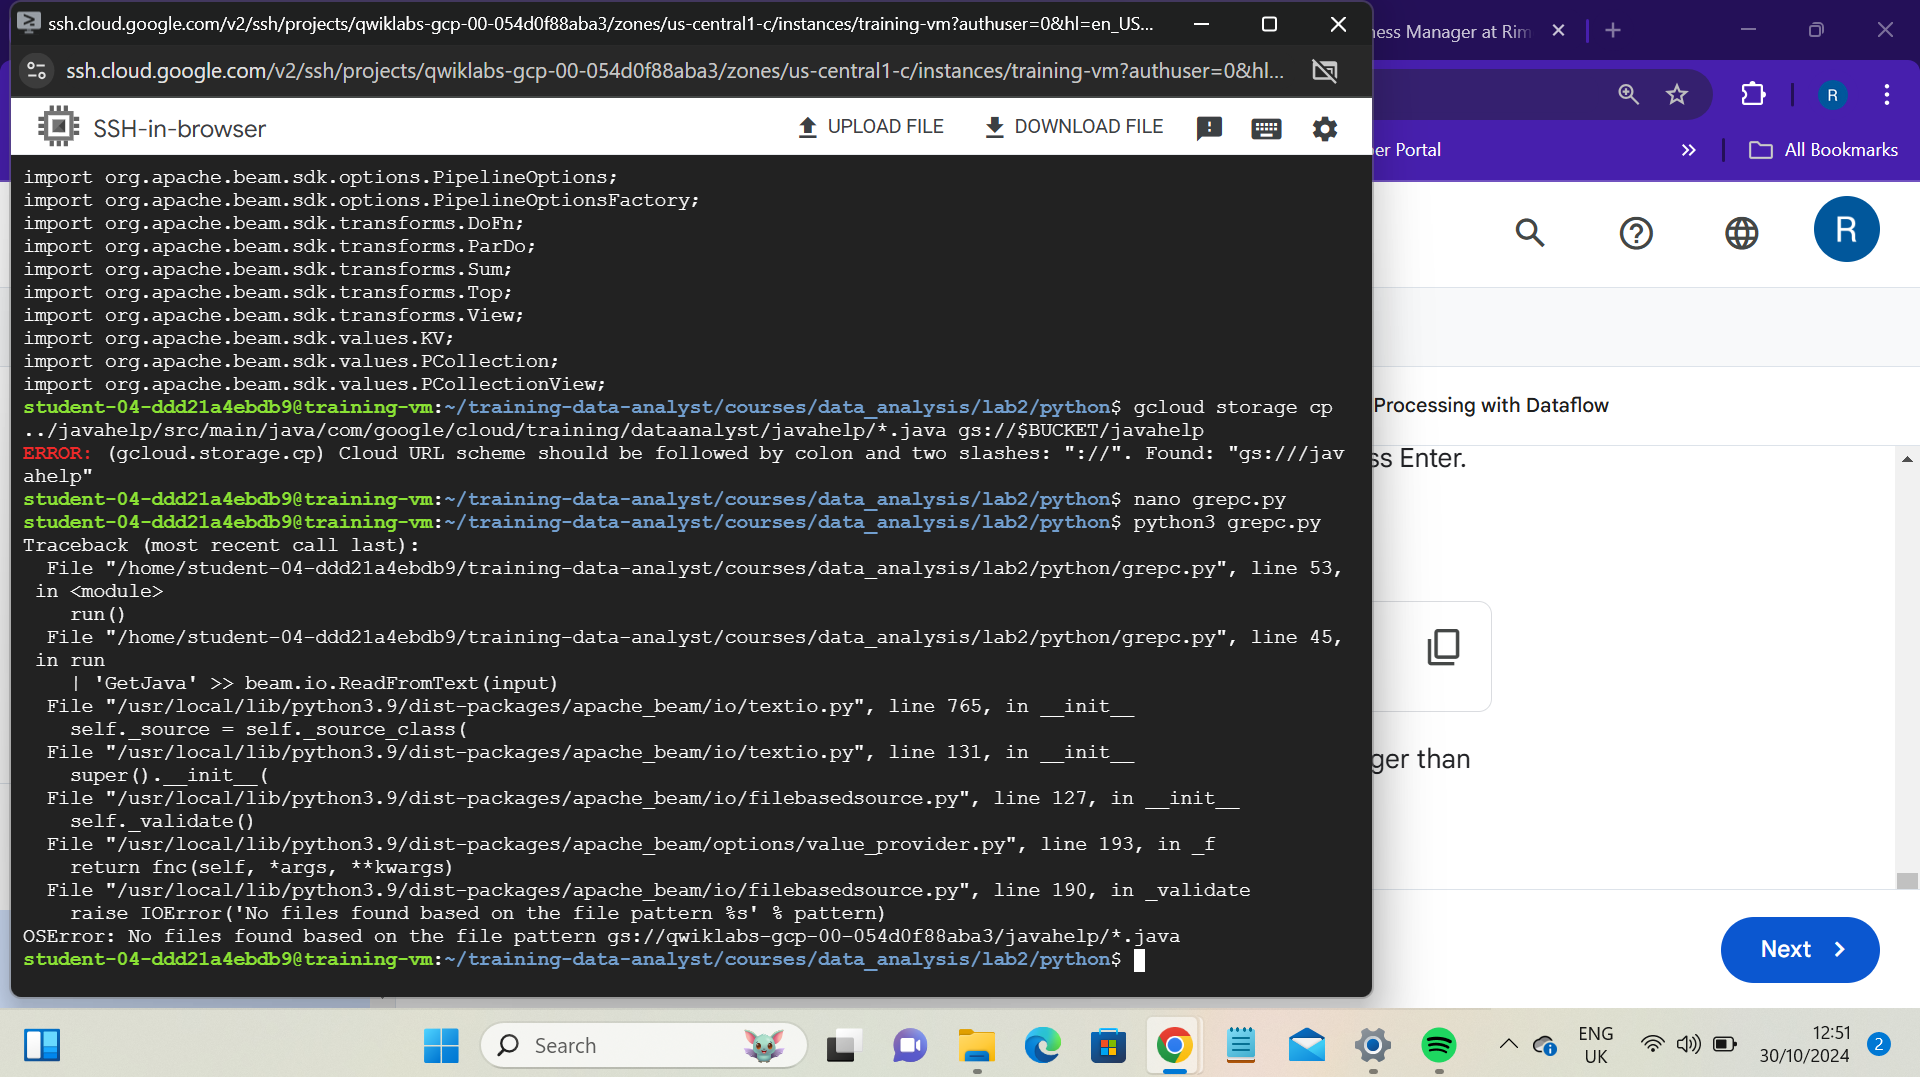 ssh.cloud.google.com/v2/ssh/projects/qwiklabs-gcp-00-054d0f88aba3/zones/us-central1-c/instances/training-vm?authuser=0&hl=en_US...
ness Manager at Rim
ssh.cloud.google.com/v2/ssh/projects/qwiklabs-gcp-00-054d0f88aba3/zones/us-central1-c/instances/training-vm?authuser=0&hl...
R
SSH-in-browser
UPLOAD FILE
DOWNLOAD FILE
er Portal
All Bookmarks
R
import org.apache.beam.sdk.options.PipelineOptions;
import org.apache.beam.sdk.options.PipelineOptionsFactory;
import org.apache.beam.sdk.transforms.DoFn;
import org.apache.beam.sdk.transforms.ParDo;
import org.apache.beam.sdk.transforms.Sum;
import org.apache.beam.sdk.transforms.Top;
import org.apache.beam.sdk.transforms.View;
import org.apache.beam.sdk.values.KV;
import org.apache.beam.sdk.values.PCollection;
import org.apache.beam.sdk.values.PCollectionView;
student-04-ddd21a4ebdb9@training-vm:~/training-data-analyst/courses/data_analysis/lab2/python$ gcloud storage cp
../javahelp/src/main/java/com/google/cloud/training/dataanalyst/javahelp/*.java gs://$BUCKET/javahelp
ERROR: (gcloud.storage.cp) Cloud URL scheme should be followed by colon and two slashes: "://". Found: "gs:///jav
ahelp"
student-04-ddd21a4ebdb9@training-vm:~/training-data-analyst/courses/data_analysis/lab2/python$ nano grepc.py
student-04-ddd21a4ebdb9@training-vm:~/training-data-analyst/courses/data_analysis/lab2/python$ python3 grepc.py
Traceback (most recent call last):
File "/home/student-04-ddd21a4ebdb9/training-data-analyst/courses/data_analysis/lab2/python/grepc.py", line 53,
in <module>
run()
File "/home/student-04-ddd21a4ebdb9/training-data-analyst/courses/data_analysis/lab2/python/grepc.py", line 45,
in run
| 'GetJava' >> beam.io.ReadFromText(input)
File "/usr/local/lib/python3.9/dist-packages/apache_beam/io/textio.py", line 765, in __init__
self._source = self._source_class(
File "/usr/local/lib/python3.9/dist-packages/apache_beam/io/textio.py", line 131, in __init__
super().__init__(
File "/usr/local/lib/python3.9/dist-packages/apache_beam/io/filebasedsource.py", line 127, in __init__
self._validate()
File "/usr/local/lib/python3.9/dist-packages/apache_beam/options/value_provider.py", line 193, in _f
return fnc(self, *args, **kwargs)
File "/usr/local/lib/python3.9/dist-packages/apache_beam/io/filebasedsource.py", line 190, in _validate
raise IOError('No files found based on the file pattern %s' % pattern)
OSError: No files found based on the file pattern gs://qwiklabs-gcp-00-054d0f88aba3/javahelp/*.java
student-04-ddd21a4ebdb9@training-vm:~/training-data-analyst/courses/data_analysis/lab2/python$
Processing with Dataflow
ss Enter.
ger than
Next
Search
ENG
UK
12:51
30/10/2024
2